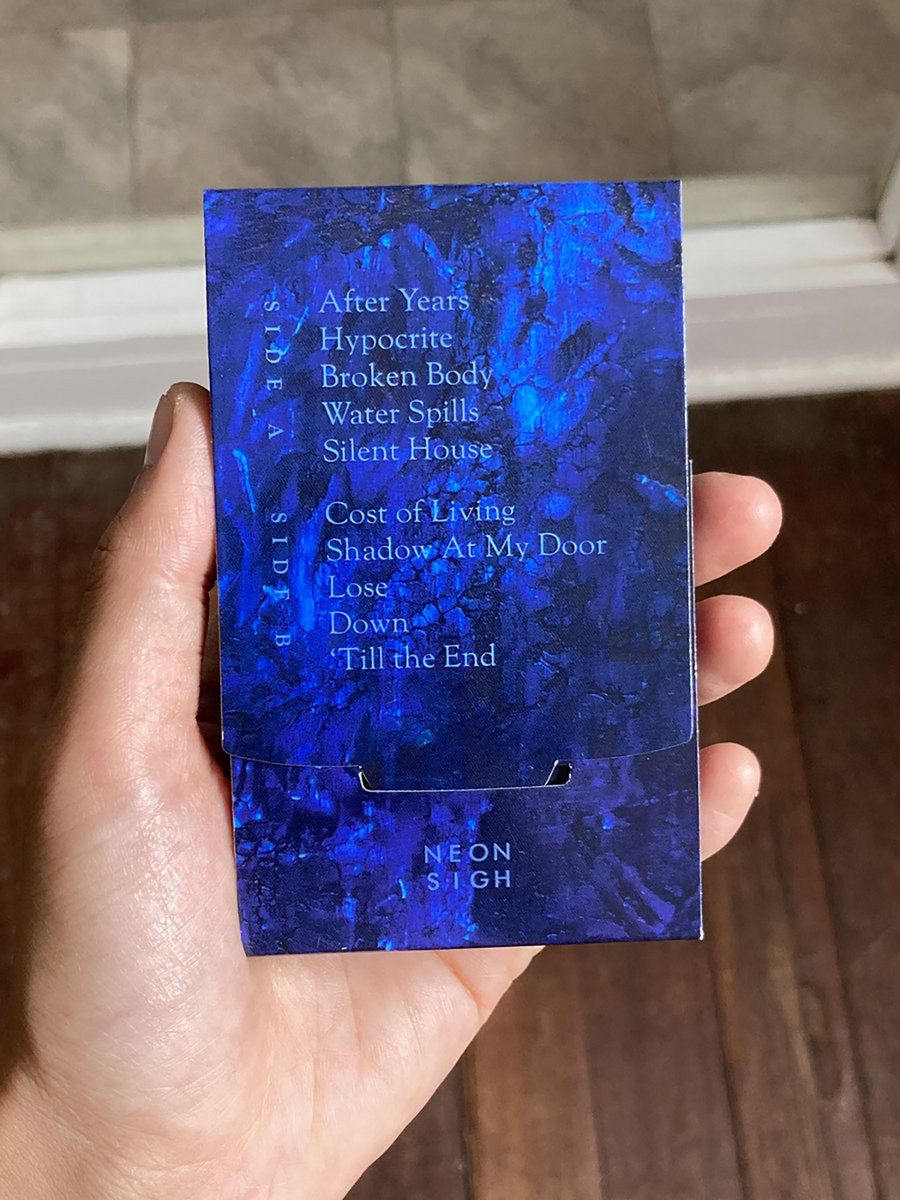 SIDE A
After Years
Hypocrite
Broken Body
Water Spills
Silent House
SIDE B
Cost of Living
Shadow At My Door
Lose
Down
‘Till the End
NEON
SIGH